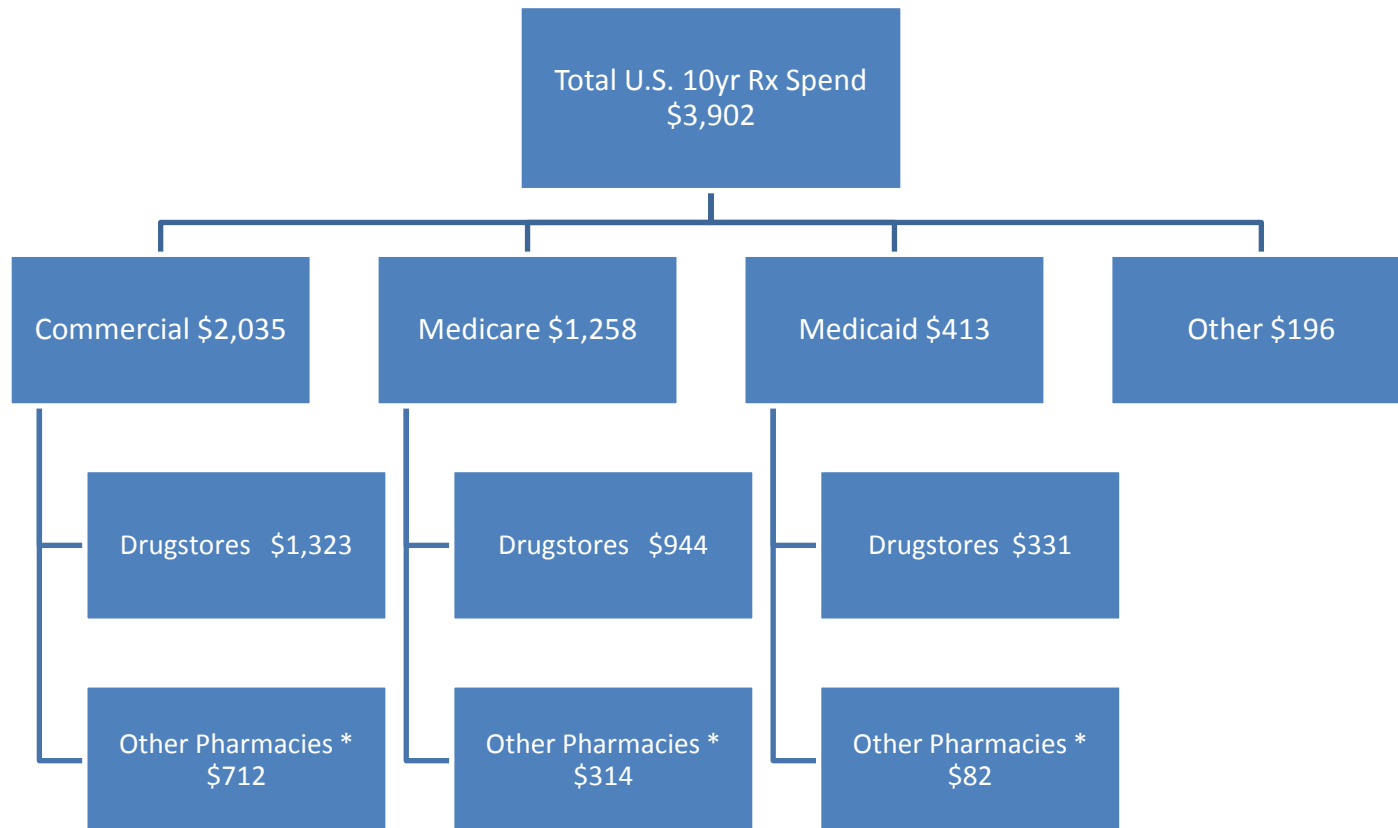 Total U.S. 10yr Rx Spend
$3,902
Commercial $2,035
Medicare $1,258
Medicaid $413
Other $196
Drugstores $1,323
Drugstores $944
Drugstores $331
Other Pharmacies *
$712
Other Pharmacies *
$314
Other Pharmacies *
$82